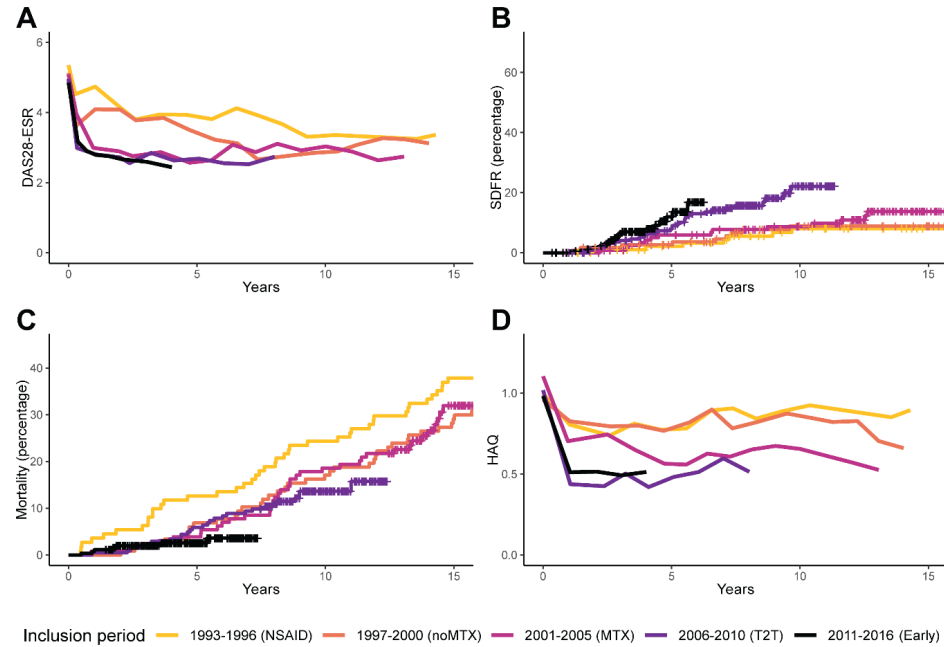 A
DAS28-ESR
6
4
2
0
0 5 10 15
Years
B
SDFR (percentage)
60
40
20
0
0 5 10 15
Years
C
Mortality (percentage)
40
30
20
10
0
0 5 10 15
Years
D
HAQ
1.0
0.5
0.0
0 5 10 15
Years
Inclusion period 1993-1996 (NSAID) 1997-2000 (noMTX) 2001-2005 (MTX) 2006-2010 (T2T) 2011-2016 (Early)